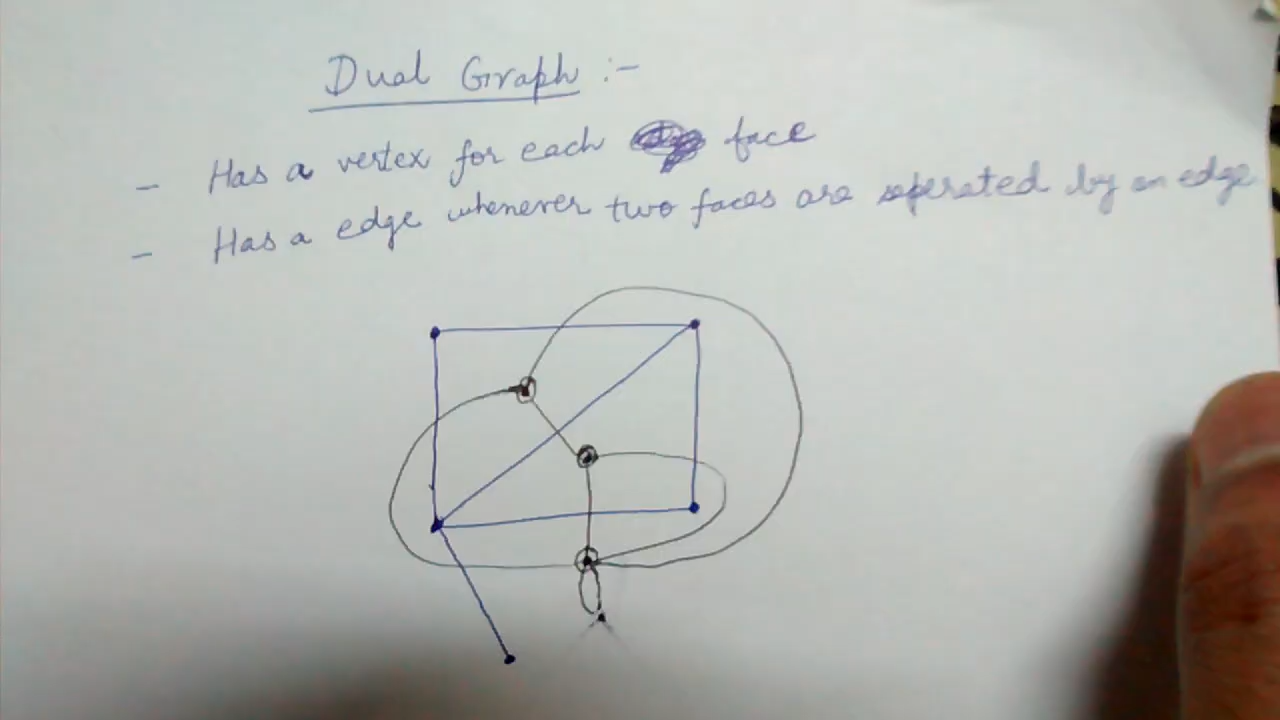 Dual Graph :-
- Has a vertex for each face
- Has a edge whenever two faces are seperated by an edge